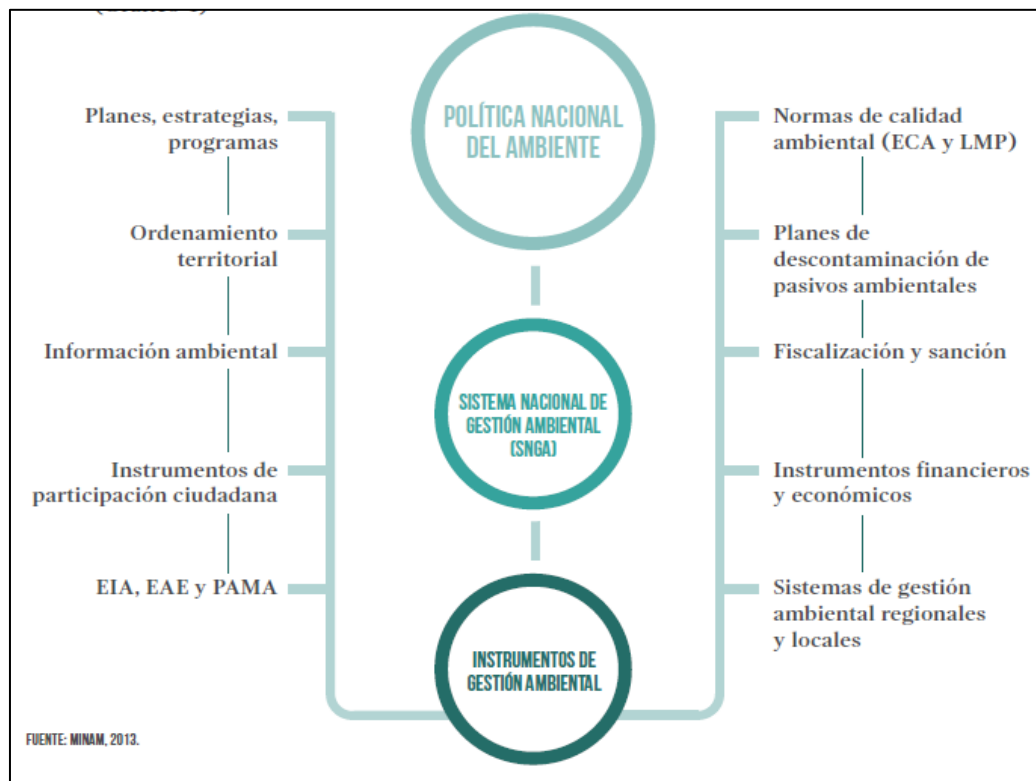 POLÍTICA NACIONAL
DEL AMBIENTE
Planes, estrategias,
programas
Ordenamiento
territorial
Información ambiental
Instrumentos de
participación ciudadana
EIA, EAE y PAMA
SISTEMA NACIONAL DE
GESTIÓN AMBIENTAL
(SNGA)
INSTRUMENTOS DE
GESTIÓN AMBIENTAL
Normas de calidad
ambiental (ECA y LMP)
Planes de
descontaminación de
pasivos ambientales
Fiscalización y sanción
Instrumentos financieros
y económicos
Sistemas de gestión
ambiental regionales
y locales
FUENTE: MINAM, 2013.